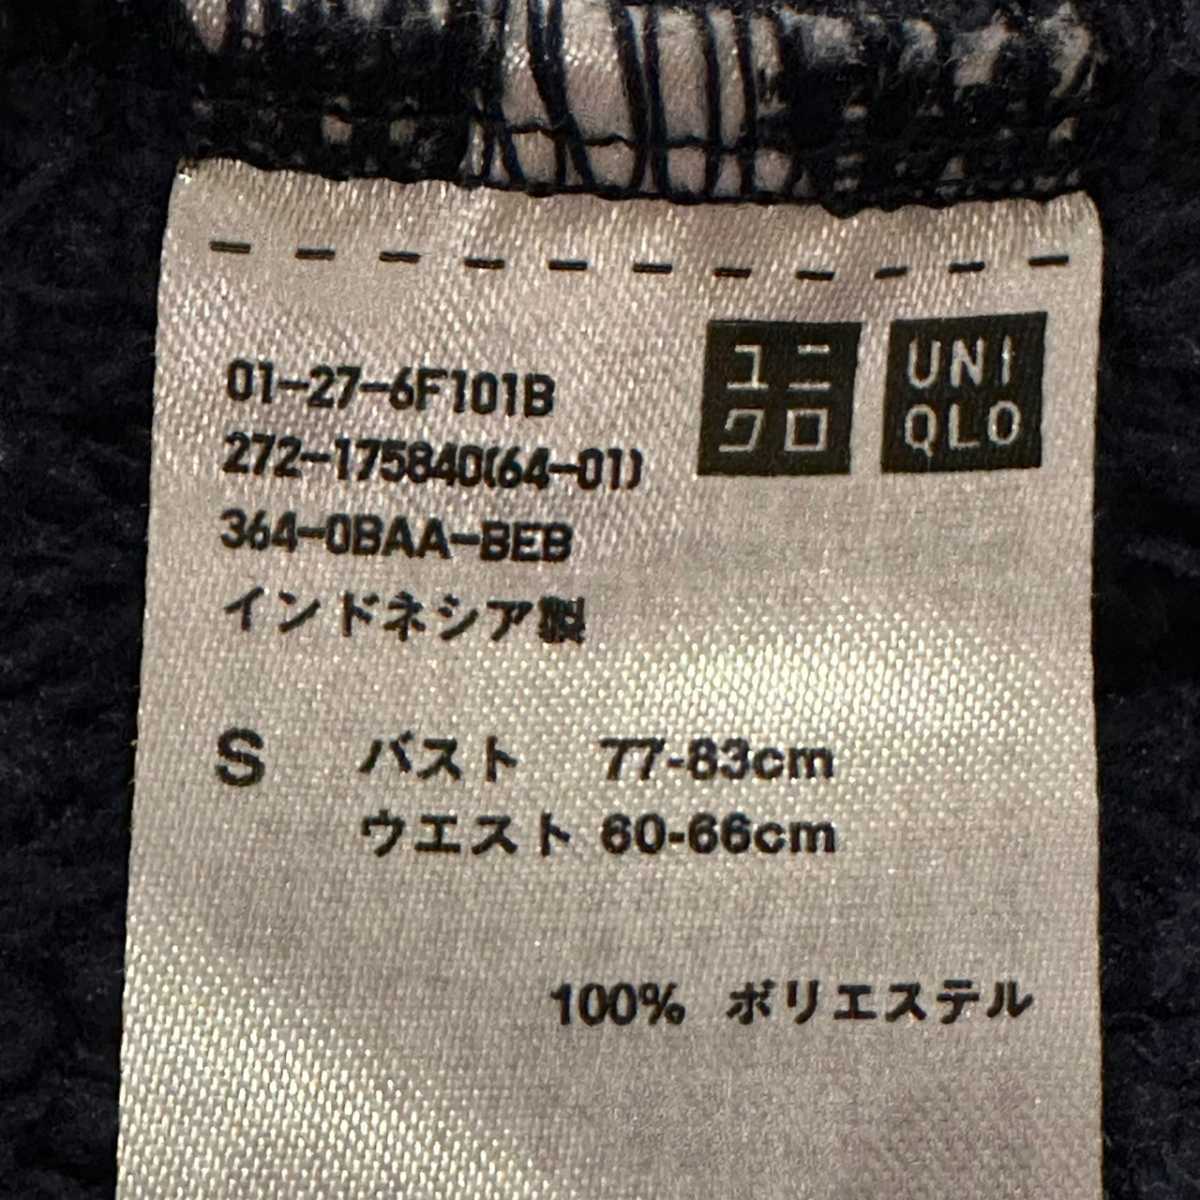 ユニ
クロ
UNI
QLO
01-27-6F101B
272-175840(64-01)
364-0BAA-BEB
インドネシア製
S バスト 77-83cm
ウエスト 60-66cm
100% ポリエステル